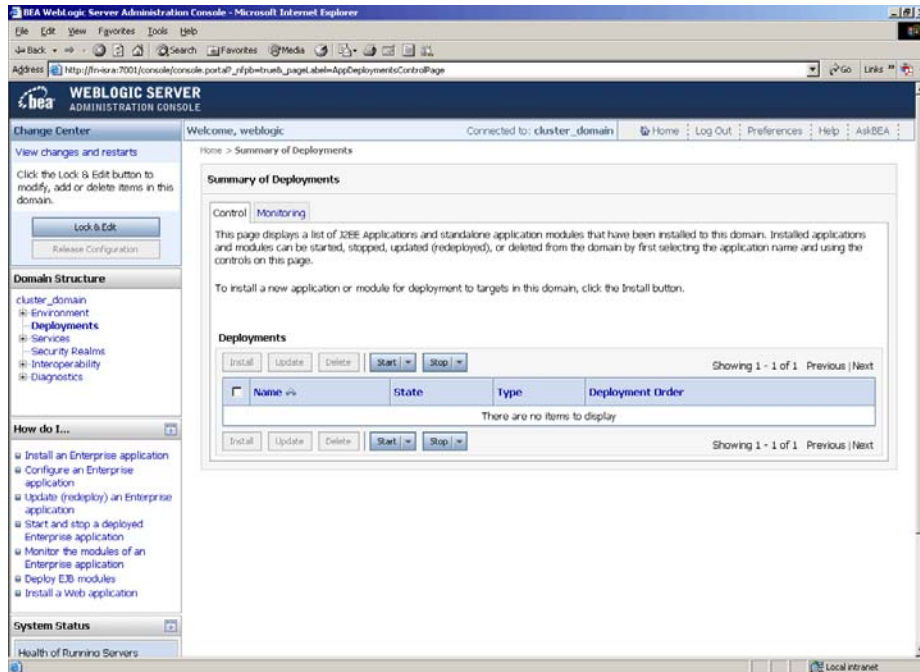 BEA WebLogic Server Administration Console - Microsoft Internet Explorer
File Edit View Favorites Tools Help
Back Search Favorites Media
Address http://fn-isra:7001/console/console.portal?_nfpb=true&_pageLabel=AppDeploymentsControlPage Go Links »
bea WEBLOGIC SERVER
ADMINISTRATION CONSOLE
Change Center
View changes and restarts
Click the Lock & Edit button to
modify, add or delete items in this
domain.
Lock & Edit
Release Configuration
Domain Structure
cluster_domain
Environment
Deployments
Services
Security Realms
Interoperability
Diagnostics
How do I...
Install an Enterprise application
Configure an Enterprise
application
Update (redeploy) an Enterprise
application
Start and stop a deployed
Enterprise application
Monitor the modules of an
Enterprise application
Deploy EJB modules
Install a Web application
System Status
Health of Running Servers
Welcome, weblogic Connected to: cluster_domain Home Log Out Preferences Help AskBEA
Home > Summary of Deployments
Summary of Deployments
Control Monitoring
This page displays a list of J2EE Applications and standalone application modules that have been installed to this domain. Installed applications
and modules can be started, stopped, updated (redeployed), or deleted from the domain by first selecting the application name and using the
controls on this page.
To install a new application or module for deployment to targets in this domain, click the Install button.
Deployments
Install Update Delete Start Stop Showing 1 - 1 of 1 Previous | Next
Name State Type Deployment Order
There are no items to display
Install Update Delete Start Stop Showing 1 - 1 of 1 Previous | Next
Local intranet